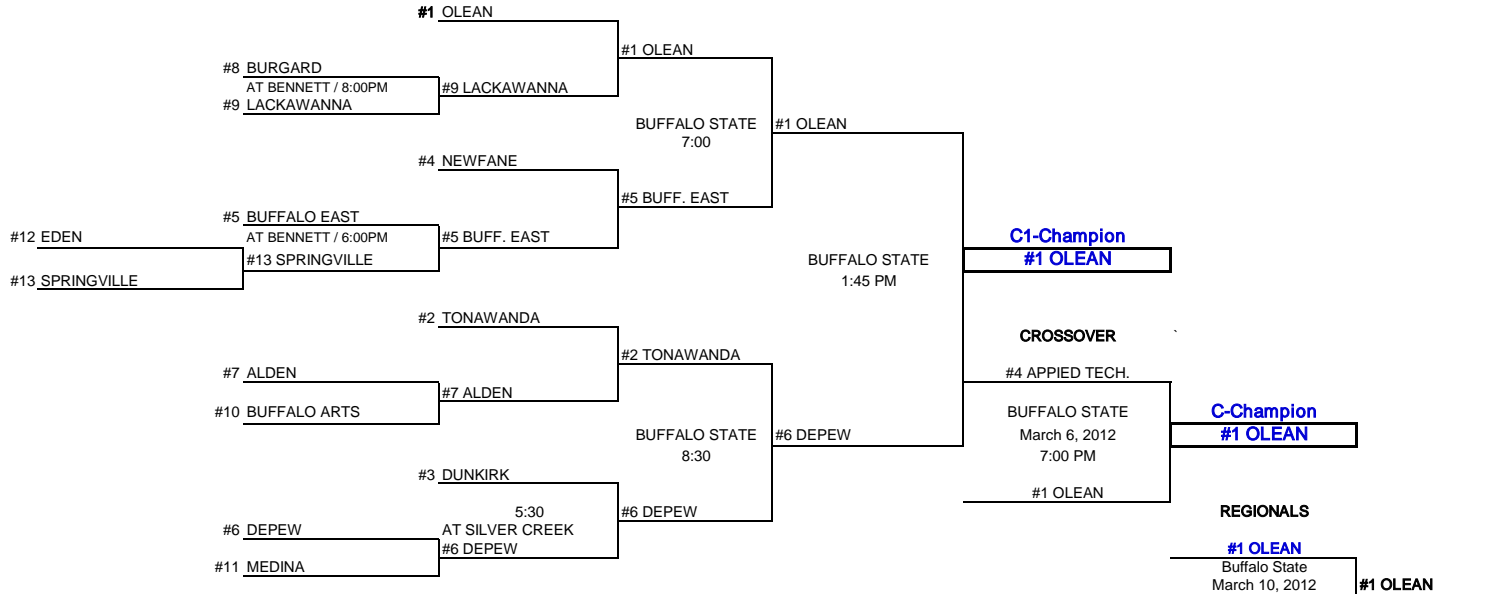 #1 OLEAN
#1 OLEAN
#8 BURGARD
AT BENNETT / 8:00PM
#9 LACKAWANNA
#9 LACKAWANNA
BUFFALO STATE
7:00
#1 OLEAN
#4 NEWFANE
#5 BUFF. EAST
#5 BUFFALO EAST
AT BENNETT / 6:00PM
#5 BUFF. EAST
#12 EDEN
#13 SPRINGVILLE
#13 SPRINGVILLE
BUFFALO STATE
1:45 PM
C1-Champion
#1 OLEAN
#2 TONAWANDA
#2 TONAWANDA
#7 ALDEN
#7 ALDEN
#10 BUFFALO ARTS
BUFFALO STATE
8:30
#6 DEPEW
#3 DUNKIRK
5:30
AT SILVER CREEK
#6 DEPEW
#6 DEPEW
#6 DEPEW
#11 MEDINA
CROSSOVER `
#4 APPIED TECH.
BUFFALO STATE
March 6, 2012
7:00 PM
#1 OLEAN
C-Champion
#1 OLEAN
REGIONALS
#1 OLEAN
Buffalo State
March 10, 2012
#1 OLEAN